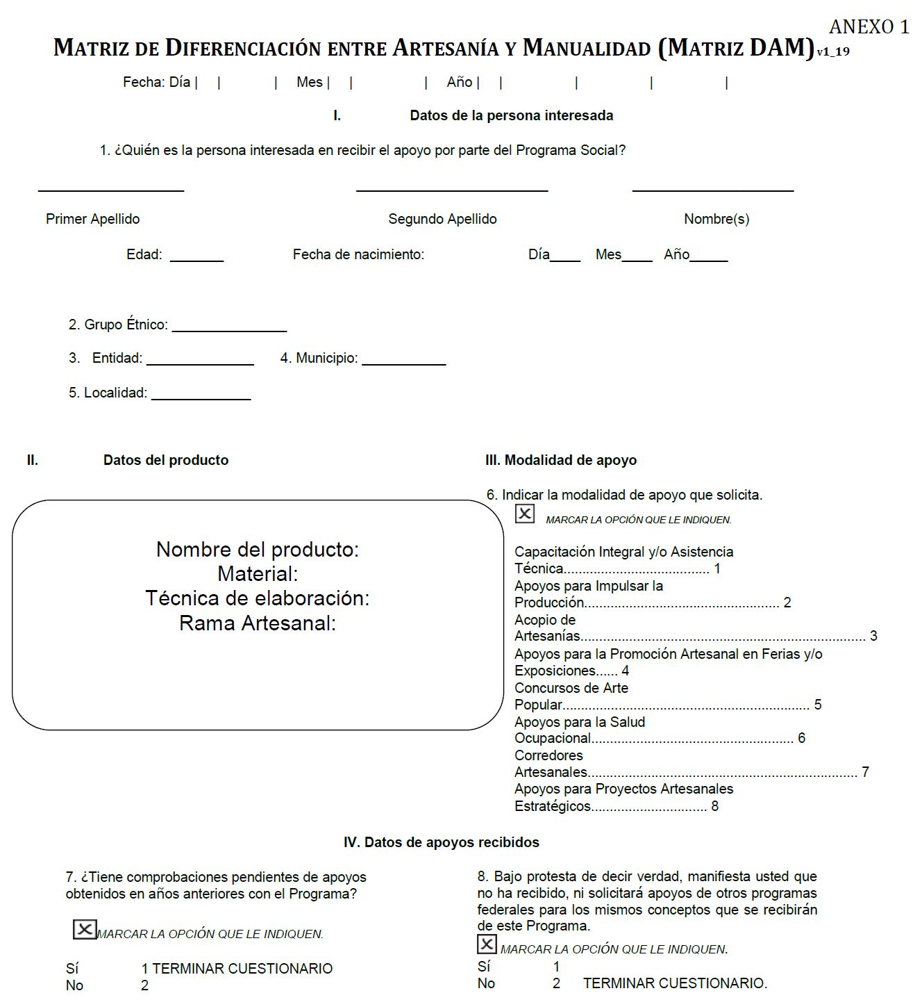 ANEXO 1
MATRIZ DE DIFERENCIACIÓN ENTRE ARTESANÍA Y MANUALIDAD (MATRIZ DAM) v1_19
Fecha: Día |    |    |    Mes |    |    |    Año |    |    |    |    |
I. Datos de la persona interesada
1. ¿Quién es la persona interesada en recibir el apoyo por parte del Programa Social?
___________________ _________________________ _____________________
Primer Apellido Segundo Apellido Nombre(s)
Edad: _______ Fecha de nacimiento: Día____ Mes____ Año_____
2. Grupo Étnico: _______________
3. Entidad: ______________ 4. Municipio: ___________
5. Localidad: _____________
II. Datos del producto
Nombre del producto:
Material:
Técnica de elaboración:
Rama Artesanal:
III. Modalidad de apoyo
6. Indicar la modalidad de apoyo que solicita.
MARCAR LA OPCIÓN QUE LE INDIQUEN.
Capacitación Integral y/o Asistencia
Técnica....................................... 1
Apoyos para Impulsar la
Producción.................................................... 2
Acopio de
Artesanías............................................................................ 3
Apoyos para la Promoción Artesanal en Ferias y/o
Exposiciones...... 4
Concursos de Arte
Popular.................................................................. 5
Apoyos para la Salud
Ocupacional...................................................... 6
Corredores
Artesanales........................................................................ 7
Apoyos para Proyectos Artesanales
Estratégicos............................... 8
IV. Datos de apoyos recibidos
7. ¿Tiene comprobaciones pendientes de apoyos
obtenidos en años anteriores con el Programa?
MARCAR LA OPCIÓN QUE LE INDIQUEN.
Sí 1 TERMINAR CUESTIONARIO
No 2
8. Bajo protesta de decir verdad, manifiesta usted que
no ha recibido, ni solicitará apoyos de otros programas
federales para los mismos conceptos que se recibirán
de este Programa.
MARCAR LA OPCIÓN QUE LE INDIQUEN.
Sí 1
No 2 TERMINAR CUESTIONARIO.